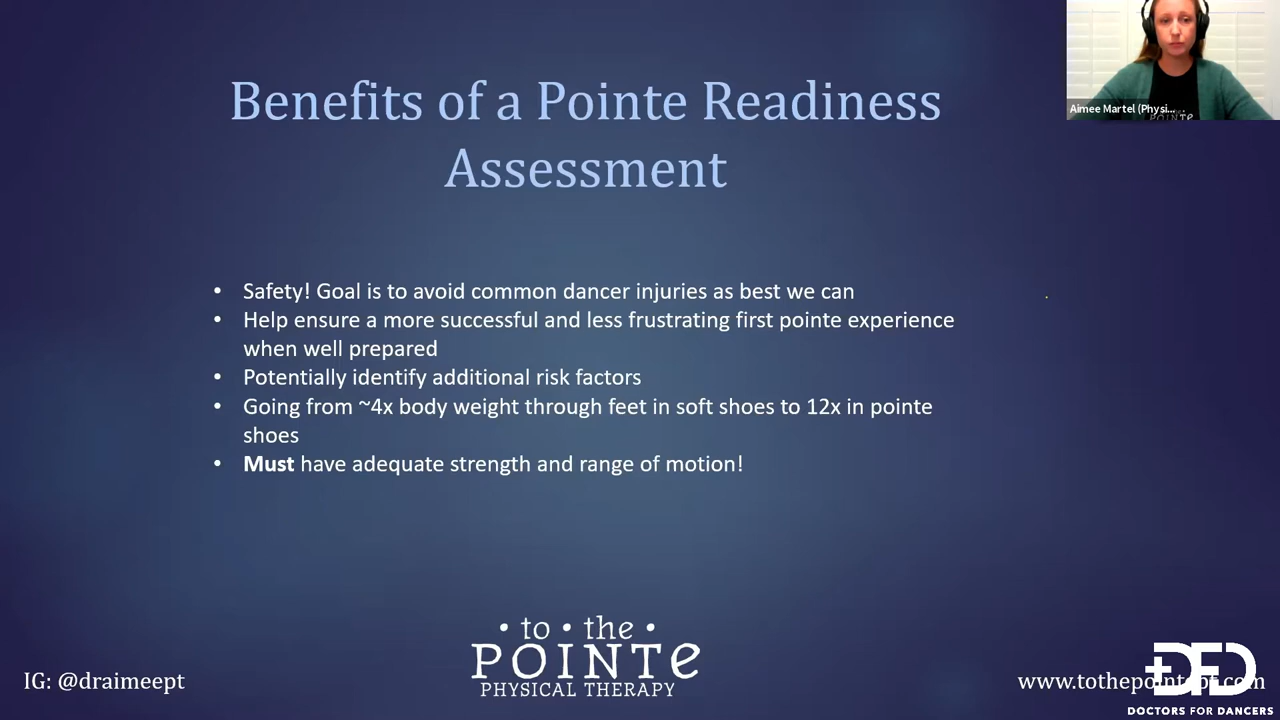 Benefits of a Pointe Readiness
Assessment
Aimee Martel (Physi...
POINTE
• Safety! Goal is to avoid common dancer injuries as best we can
• Help ensure a more successful and less frustrating first pointe experience
when well prepared
• Potentially identify additional risk factors
• Going from ~4x body weight through feet in soft shoes to 12x in pointe
shoes
• Must have adequate strength and range of motion!
• to • the •
POINTe
PHYSICAL THERAPY
IG: @draimeept
www.tothepointept.com
DFD
DOCTORS FOR DANCERS